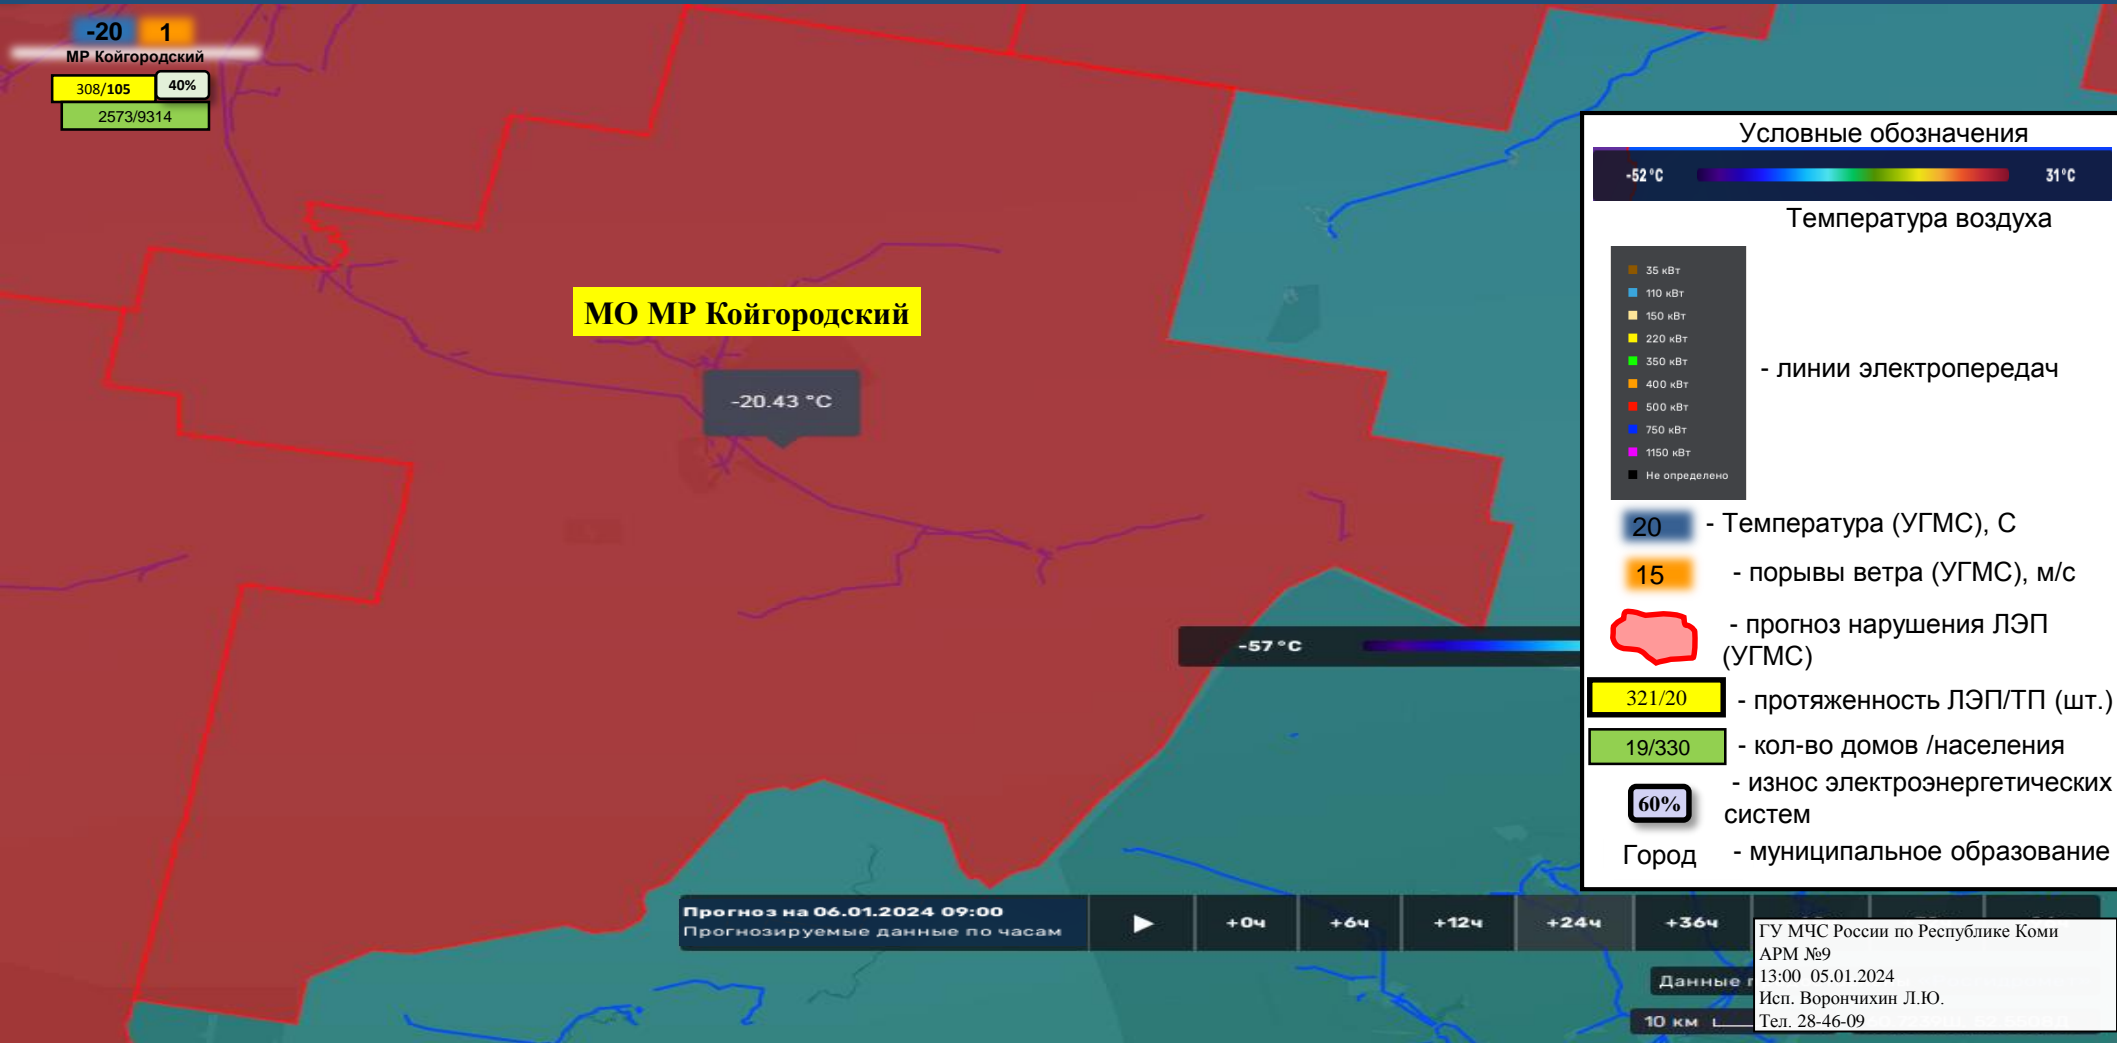 -20 1
МР Койгородский
308/105 40%
2573/9314
МО МР Койгородский
-20.43 °C
-57 °C
Прогноз на 06.01.2024 09:00
Прогнозируемые данные по часам
+0ч +6ч +12ч +24ч +36ч
Данные
10 км
Условные обозначения
-52 °C 31 °C
Температура воздуха
35 кВт
110 кВт
150 кВт
220 кВт
350 кВт
400 кВт
500 кВт
750 кВт
1150 кВт
Не определено
- линии электропередач
20 - Температура (УГМС), С
15 - порывы ветра (УГМС), м/с
- прогноз нарушения ЛЭП
(УГМС)
321/20 - протяженность ЛЭП/ТП (шт.)
19/330 - кол-во домов /населения
- износ электроэнергетических
60% систем
Город - муниципальное образование
ГУ МЧС России по Республике Коми
АРМ №9
13:00 05.01.2024
Исп. Ворончихин Л.Ю.
Тел. 28-46-09